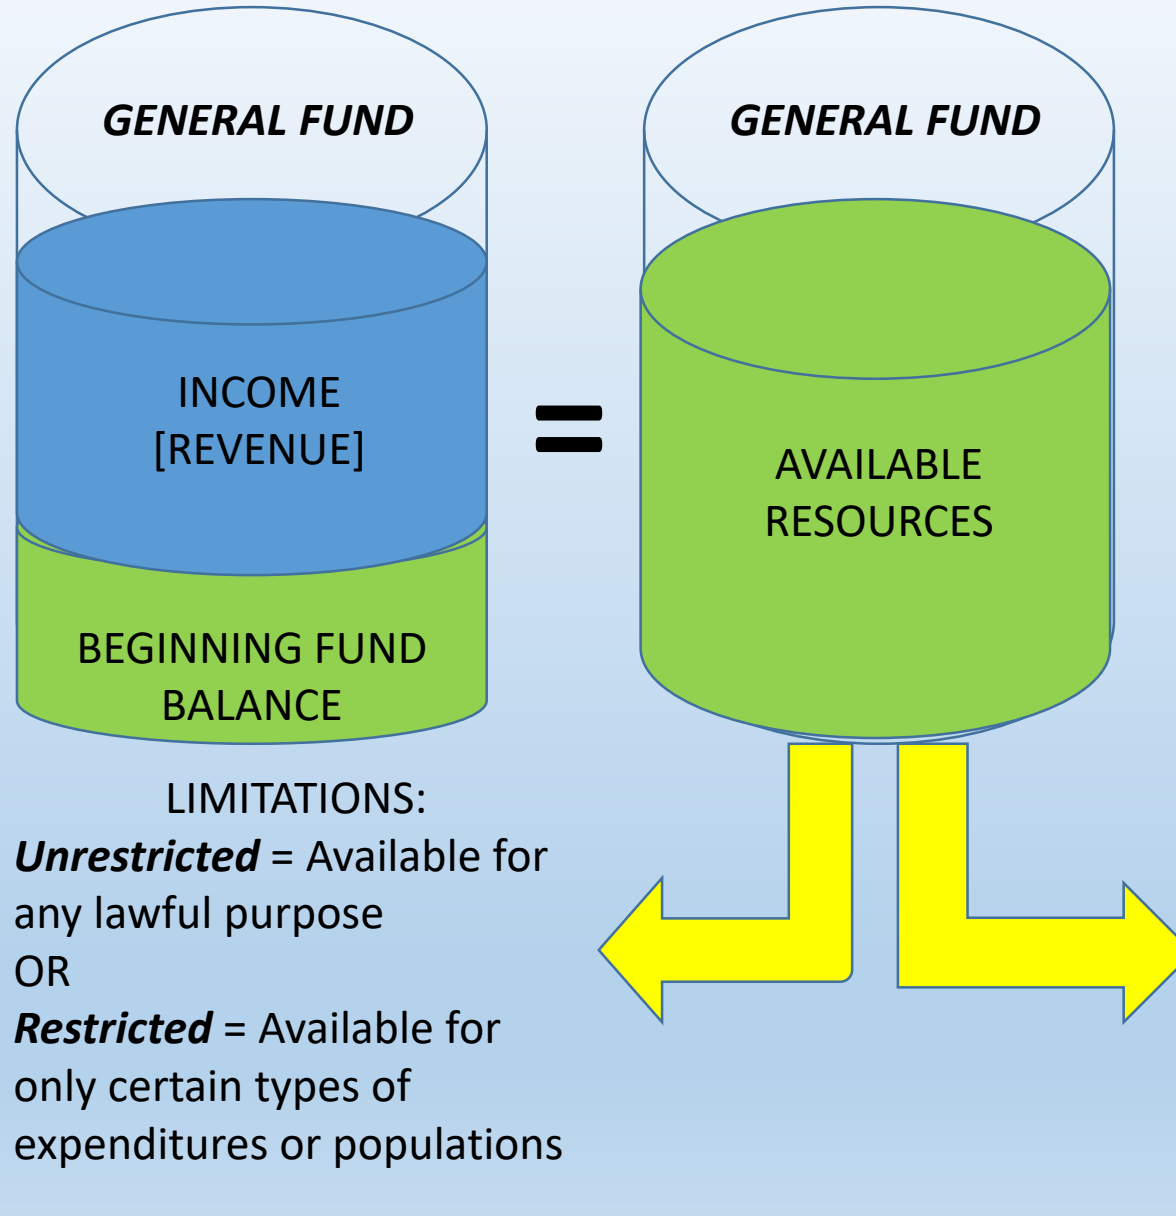 GENERAL FUND
INCOME
[REVENUE]
BEGINNING FUND
BALANCE
=
GENERAL FUND
AVAILABLE
RESOURCES
LIMITATIONS:
Unrestricted = Available for
any lawful purpose
OR
Restricted = Available for
only certain types of
expenditures or populations